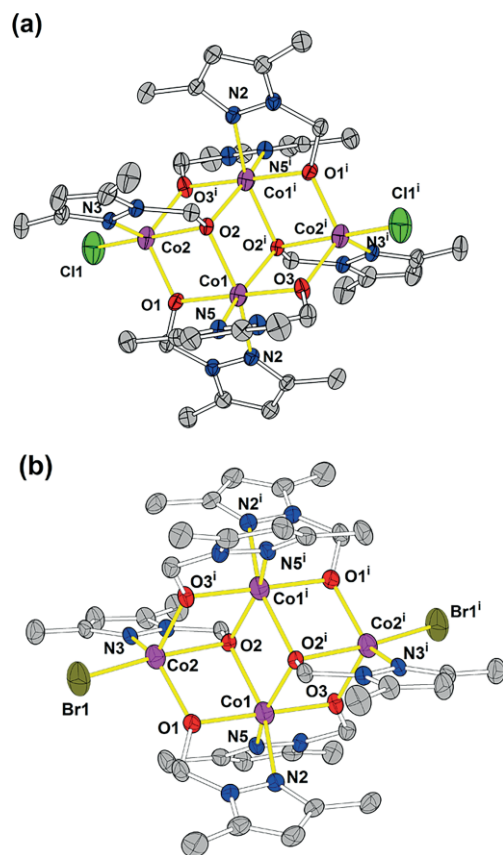 (a)
N2
N5ⁱ
Co1ⁱ
O1ⁱ
O3ⁱ
Cl1ⁱ
N3
Co2
O2
O2ⁱ
Co2ⁱ
N3ⁱ
Cl1
Co1
O3
O1
N5
N2
(b)
N2ⁱ
N5ⁱ
O3ⁱ
Co1ⁱ
O1ⁱ
Br1ⁱ
N3
O2
Co2ⁱ
Co2
O2ⁱ
N3ⁱ
Br1
Co1
O3
O1
N5
N2